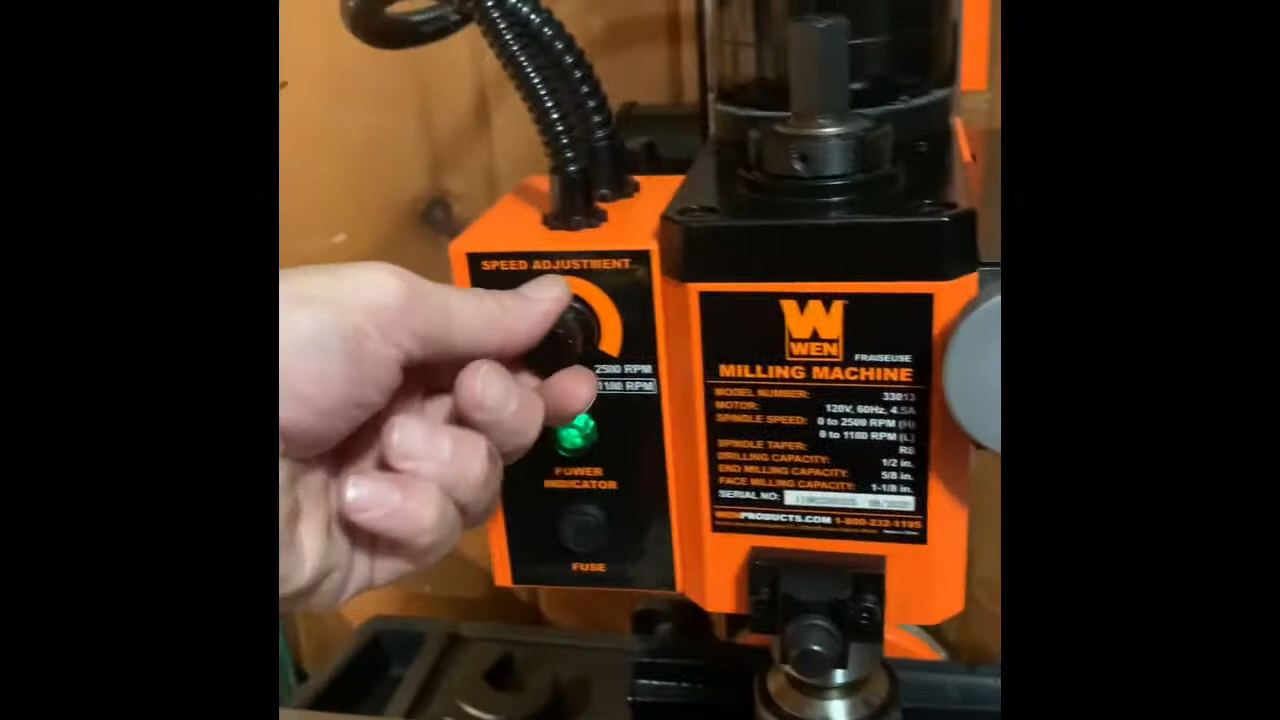 SPEED ADJUSTMENT
2500 RPM
1100 RPM
POWER
INDICATOR
FUSE
W
WEN
FRAISEUSE
MILLING MACHINE
MODEL NUMBER: 33013
MOTOR: 120V, 60Hz, 4.5A
SPINGLE SPEED: 0 to 2500 RPM (H)
0 to 1100 RPM (L)
SPINDLE TAPER: R8
DRILLING CAPACITY: 1/2 in.
END MILLING CAPACITY: 5/8 in.
FACE MILLING CAPACITY: 1-1/8 in.
SERIAL NO:
WENPRODUCTS.COM 1-800-232-1195